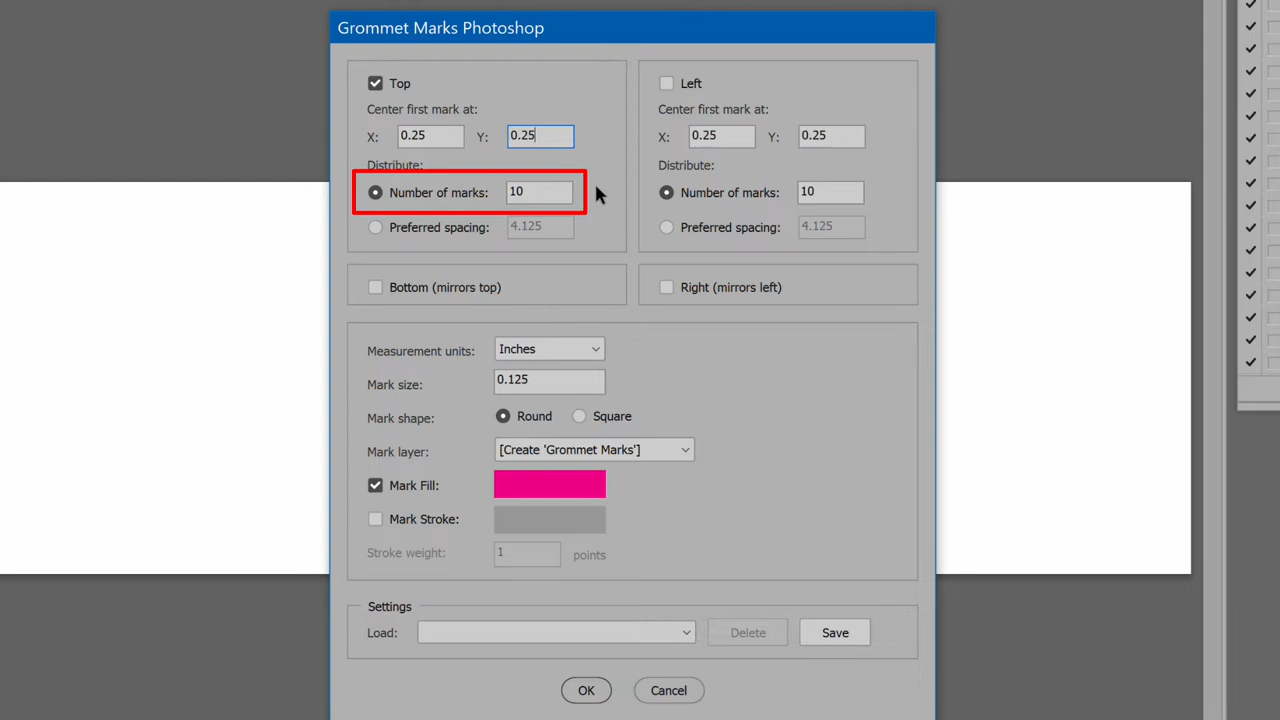 Grommet Marks Photoshop
Top
Center first mark at:
X: 0.25 Y: 0.25
Distribute:
Number of marks: 10
Preferred spacing: 4.125
Left
Center first mark at:
X: 0.25 Y: 0.25
Distribute:
Number of marks: 10
Preferred spacing: 4.125
Bottom (mirrors top)
Right (mirrors left)
Measurement units: Inches
Mark size: 0.125
Mark shape: Round Square
Mark layer: [Create 'Grommet Marks']
Mark Fill:
Mark Stroke:
Stroke weight: 1 points
Settings
Load: Delete Save
OK Cancel